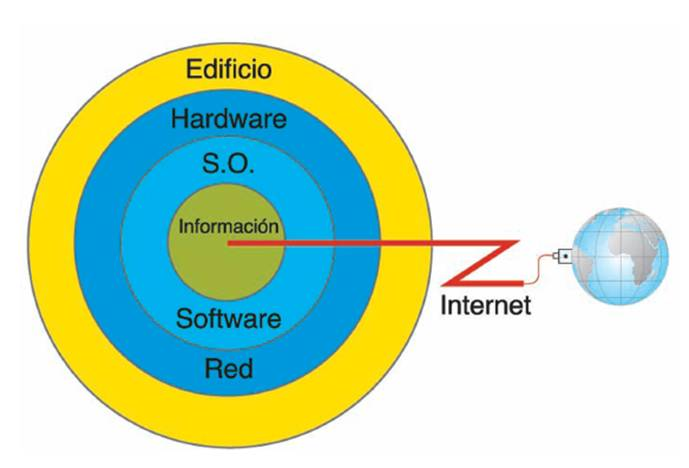 Edificio
Hardware
S.O.
Información
Internet
Software
Red